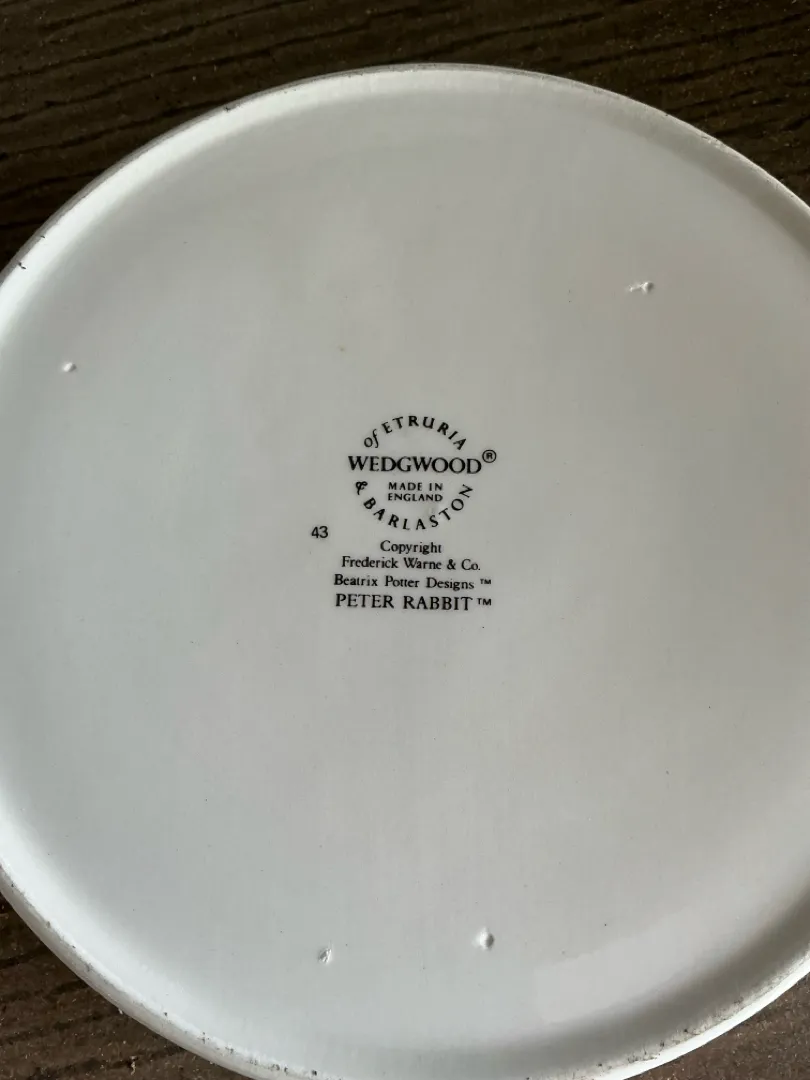 of ETRURIA
WEDGWOOD®
MADE IN
ENGLAND
& BARLASTON
43
Copyright
Frederick Warne & Co.
Beatrix Potter Designs ™
PETER RABBIT ™